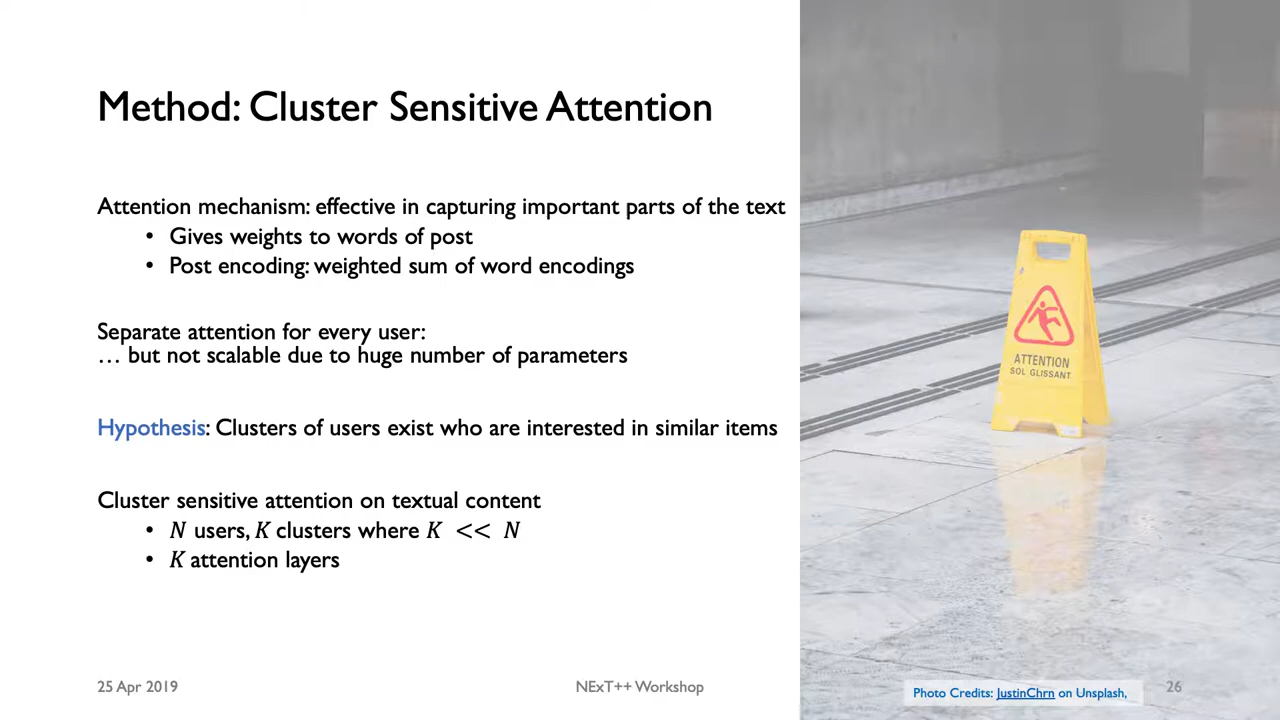 Method: Cluster Sensitive Attention
Attention mechanism: effective in capturing important parts of the text
• Gives weights to words of post
• Post encoding: weighted sum of word encodings
Separate attention for every user:
… but not scalable due to huge number of parameters
Hypothesis: Clusters of users exist who are interested in similar items
Cluster sensitive attention on textual content
• N users, K clusters where K << N
• K attention layers
ATTENTION
SOL GLISSANT
25 Apr 2019
NExT++ Workshop
Photo Credits: JustinChrn on Unsplash,
26